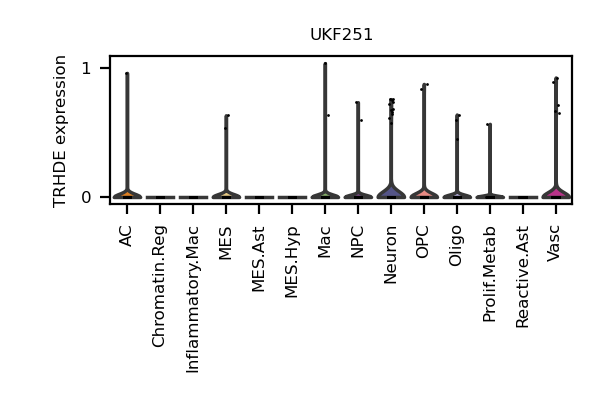 UKF251
TRHDE expression
1
0
AC
Chromatin.Reg
Inflammatory.Mac
MES
MES.Ast
MES.Hyp
Mac
NPC
Neuron
OPC
Oligo
Prolif.Metab
Reactive.Ast
Vasc